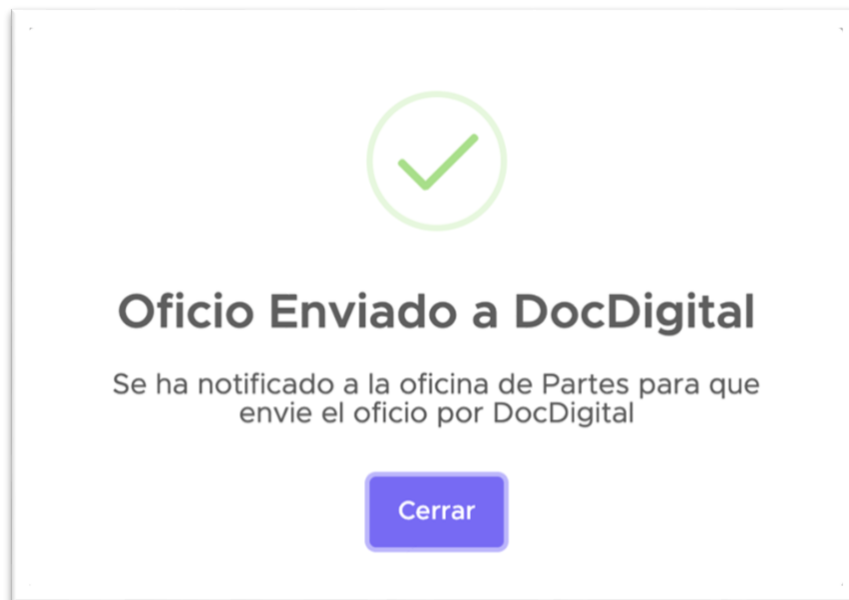 Oficio Enviado a DocDigital
Se ha notificado a la oficina de Partes para que
envie el oficio por DocDigital
Cerrar